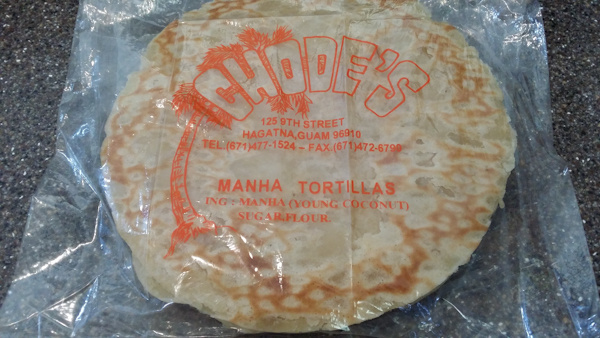 CHODE'S
125 9TH STREET
HAGATNA,GUAM 96910
TEL:(671)477-1524 – FAX.(671)472-6799
MANHA TORTILLAS
ING : MANHA (YOUNG COCONUT)
SUGAR,FLOUR.